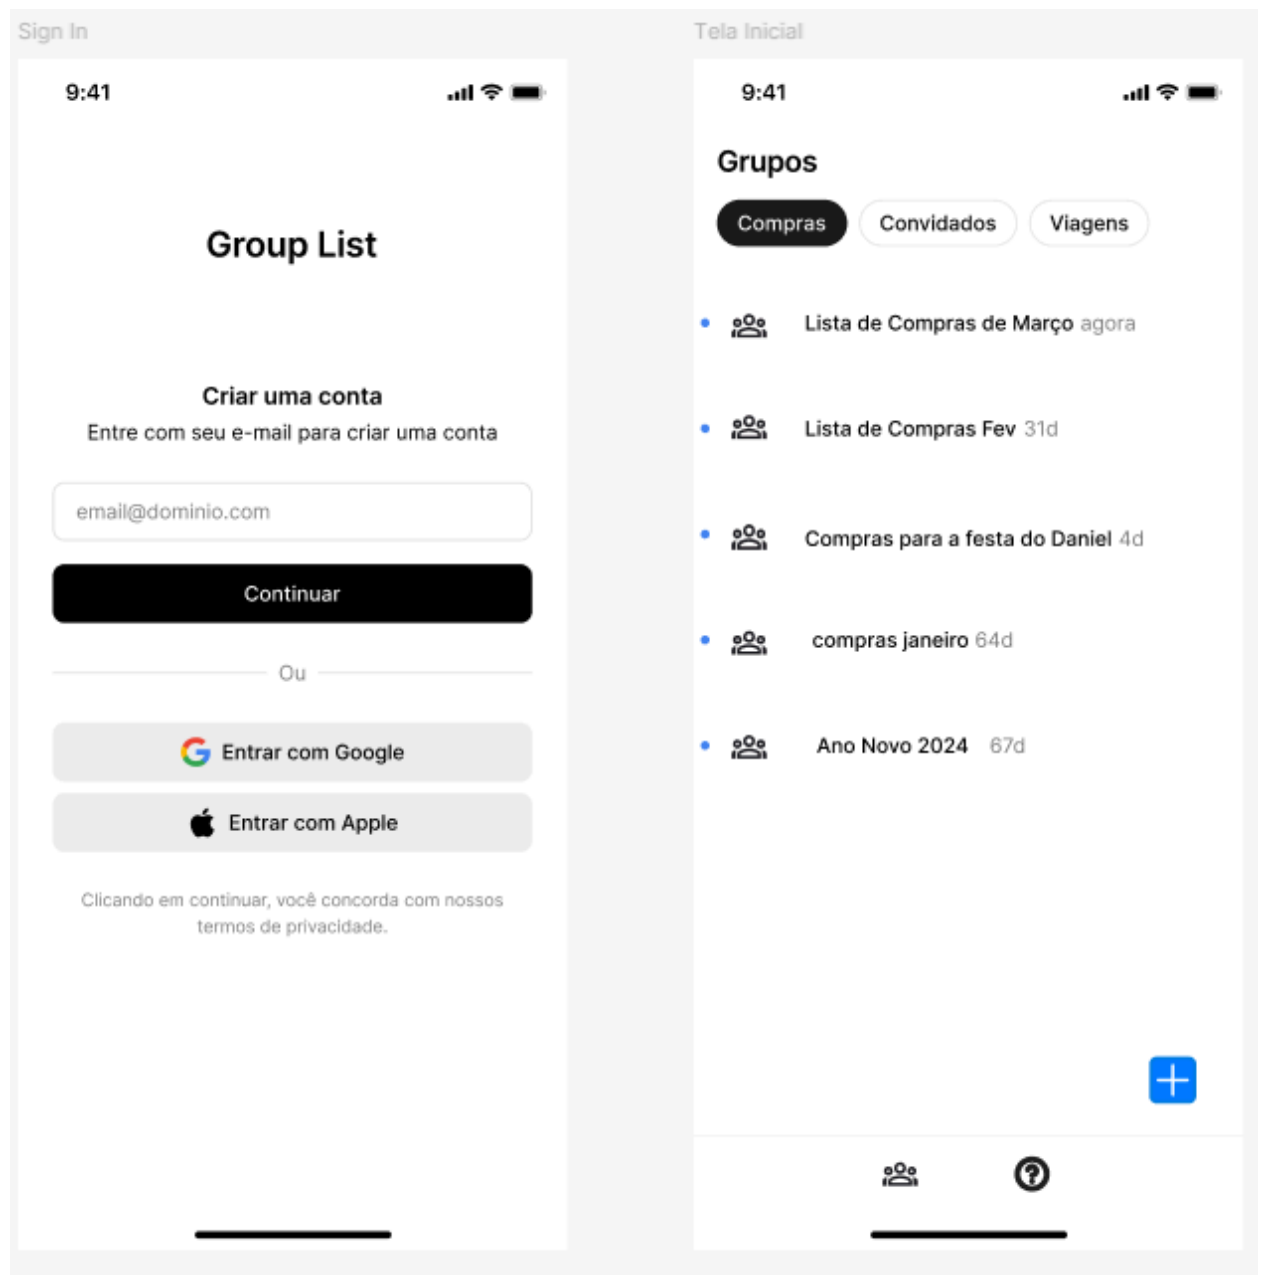 Sign In
9:41
Group List
Criar uma conta
Entre com seu e-mail para criar uma conta
email@dominio.com
Continuar
Ou
Entrar com Google
Entrar com Apple
Clicando em continuar, você concorda com nossos
termos de privacidade.
Tela Inicial
9:41
Grupos
Compras Convidados Viagens
Lista de Compras de Março agora
Lista de Compras Fev 31d
Compras para a festa do Daniel 4d
compras janeiro 64d
Ano Novo 2024 67d